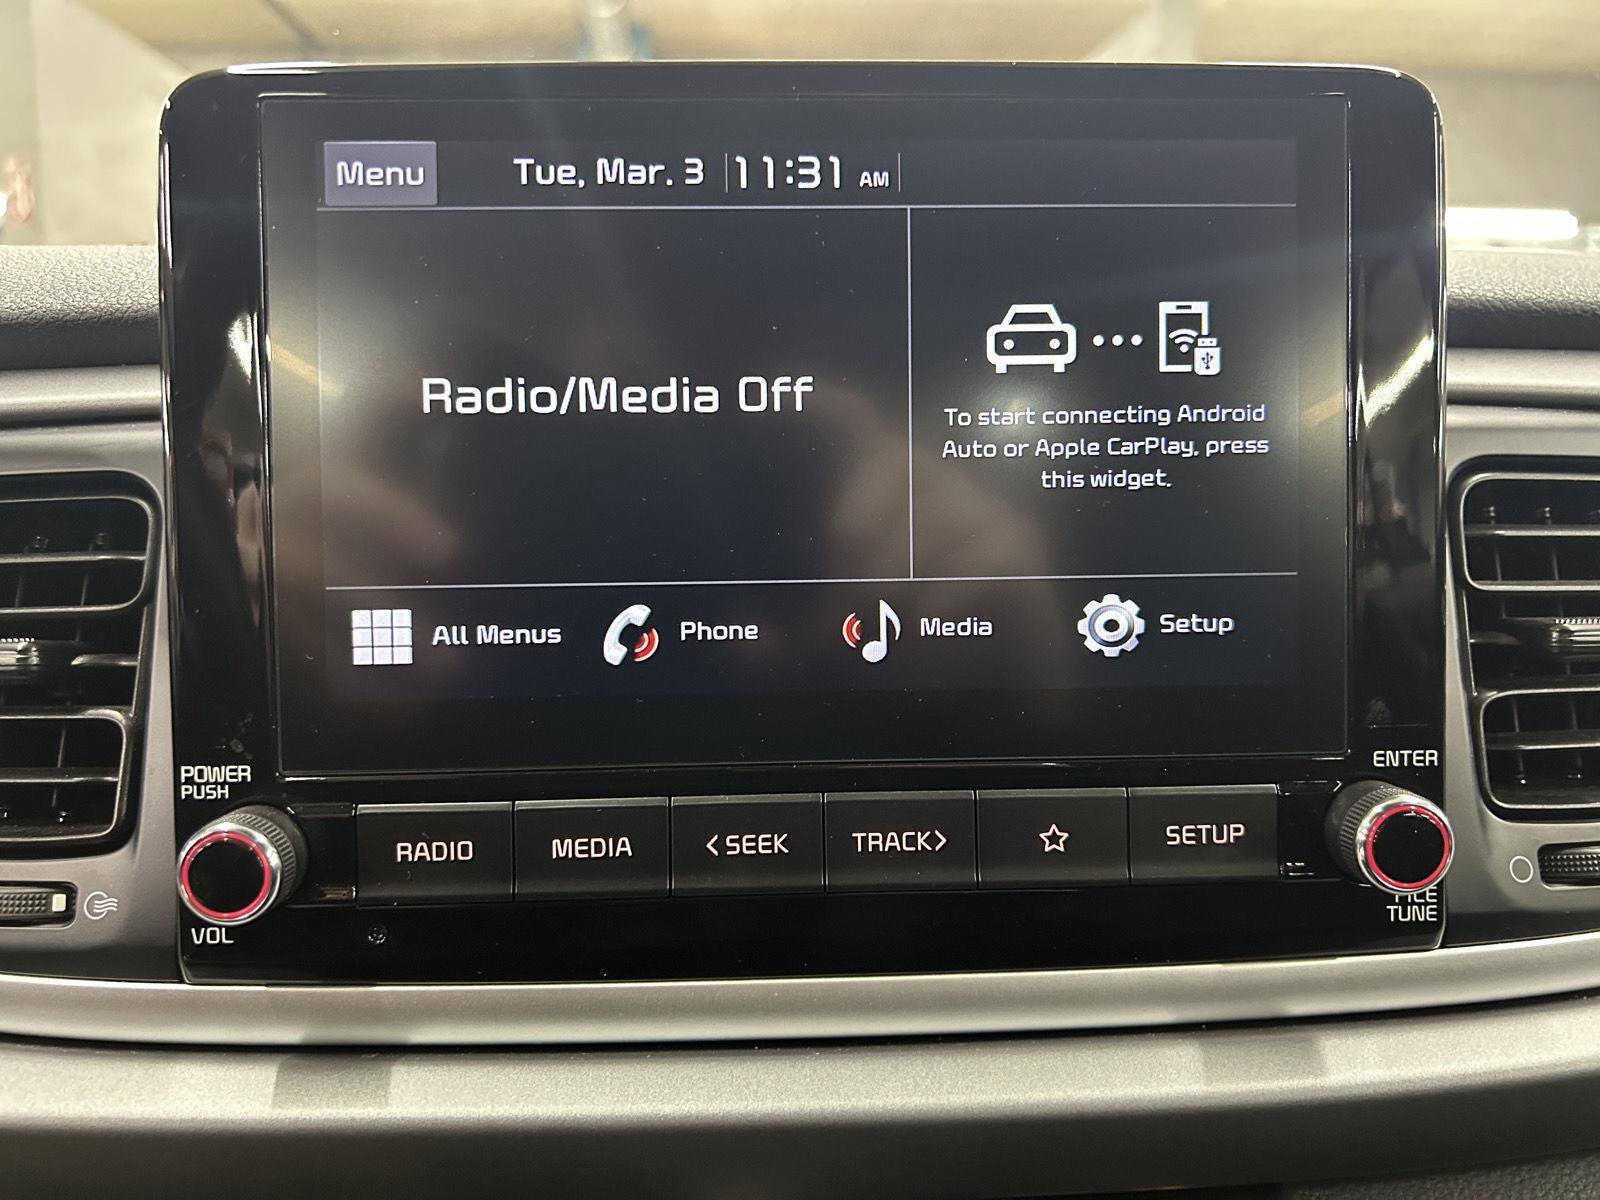 Menu Tue, Mar. 3 11:31 AM
Radio/Media Off
To start connecting Android
Auto or Apple CarPlay, press
this widget.
All Menus Phone Media Setup
POWER
PUSH
VOL
RADIO MEDIA <SEEK TRACK> SETUP
ENTER
FILE
TUNE